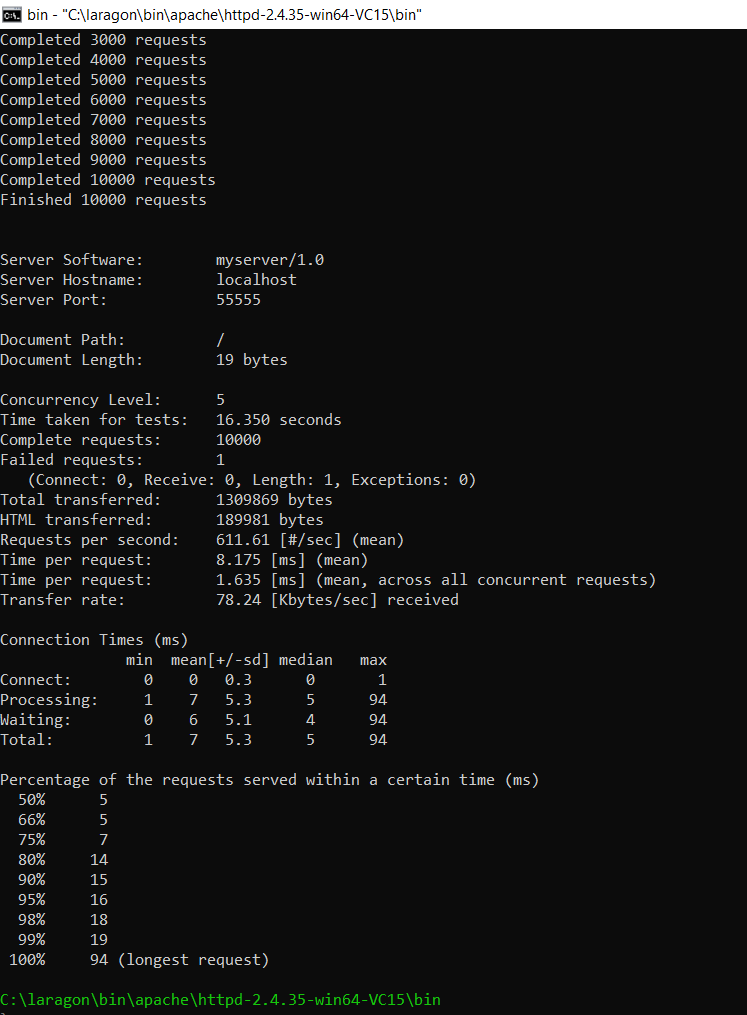 bin - "C:\laragon\bin\apache\httpd-2.4.35-win64-VC15\bin"
Completed 3000 requests
Completed 4000 requests
Completed 5000 requests
Completed 6000 requests
Completed 7000 requests
Completed 8000 requests
Completed 9000 requests
Completed 10000 requests
Finished 10000 requests
Server Software:        myserver/1.0
Server Hostname:        localhost
Server Port:            55555
Document Path:          /
Document Length:        19 bytes
Concurrency Level:      5
Time taken for tests:   16.350 seconds
Complete requests:      10000
Failed requests:        1
   (Connect: 0, Receive: 0, Length: 1, Exceptions: 0)
Total transferred:      1309869 bytes
HTML transferred:       189981 bytes
Requests per second:    611.61 [#/sec] (mean)
Time per request:       8.175 [ms] (mean)
Time per request:       1.635 [ms] (mean, across all concurrent requests)
Transfer rate:          78.24 [Kbytes/sec] received
Connection Times (ms)
              min  mean[+/-sd] median   max
Connect:        0    0   0.3      0       1
Processing:     1    7   5.3      5      94
Waiting:        0    6   5.1      4      94
Total:          1    7   5.3      5      94
Percentage of the requests served within a certain time (ms)
  50%      5
  66%      5
  75%      7
  80%     14
  90%     15
  95%     16
  98%     18
  99%     19
 100%     94 (longest request)
C:\laragon\bin\apache\httpd-2.4.35-win64-VC15\bin